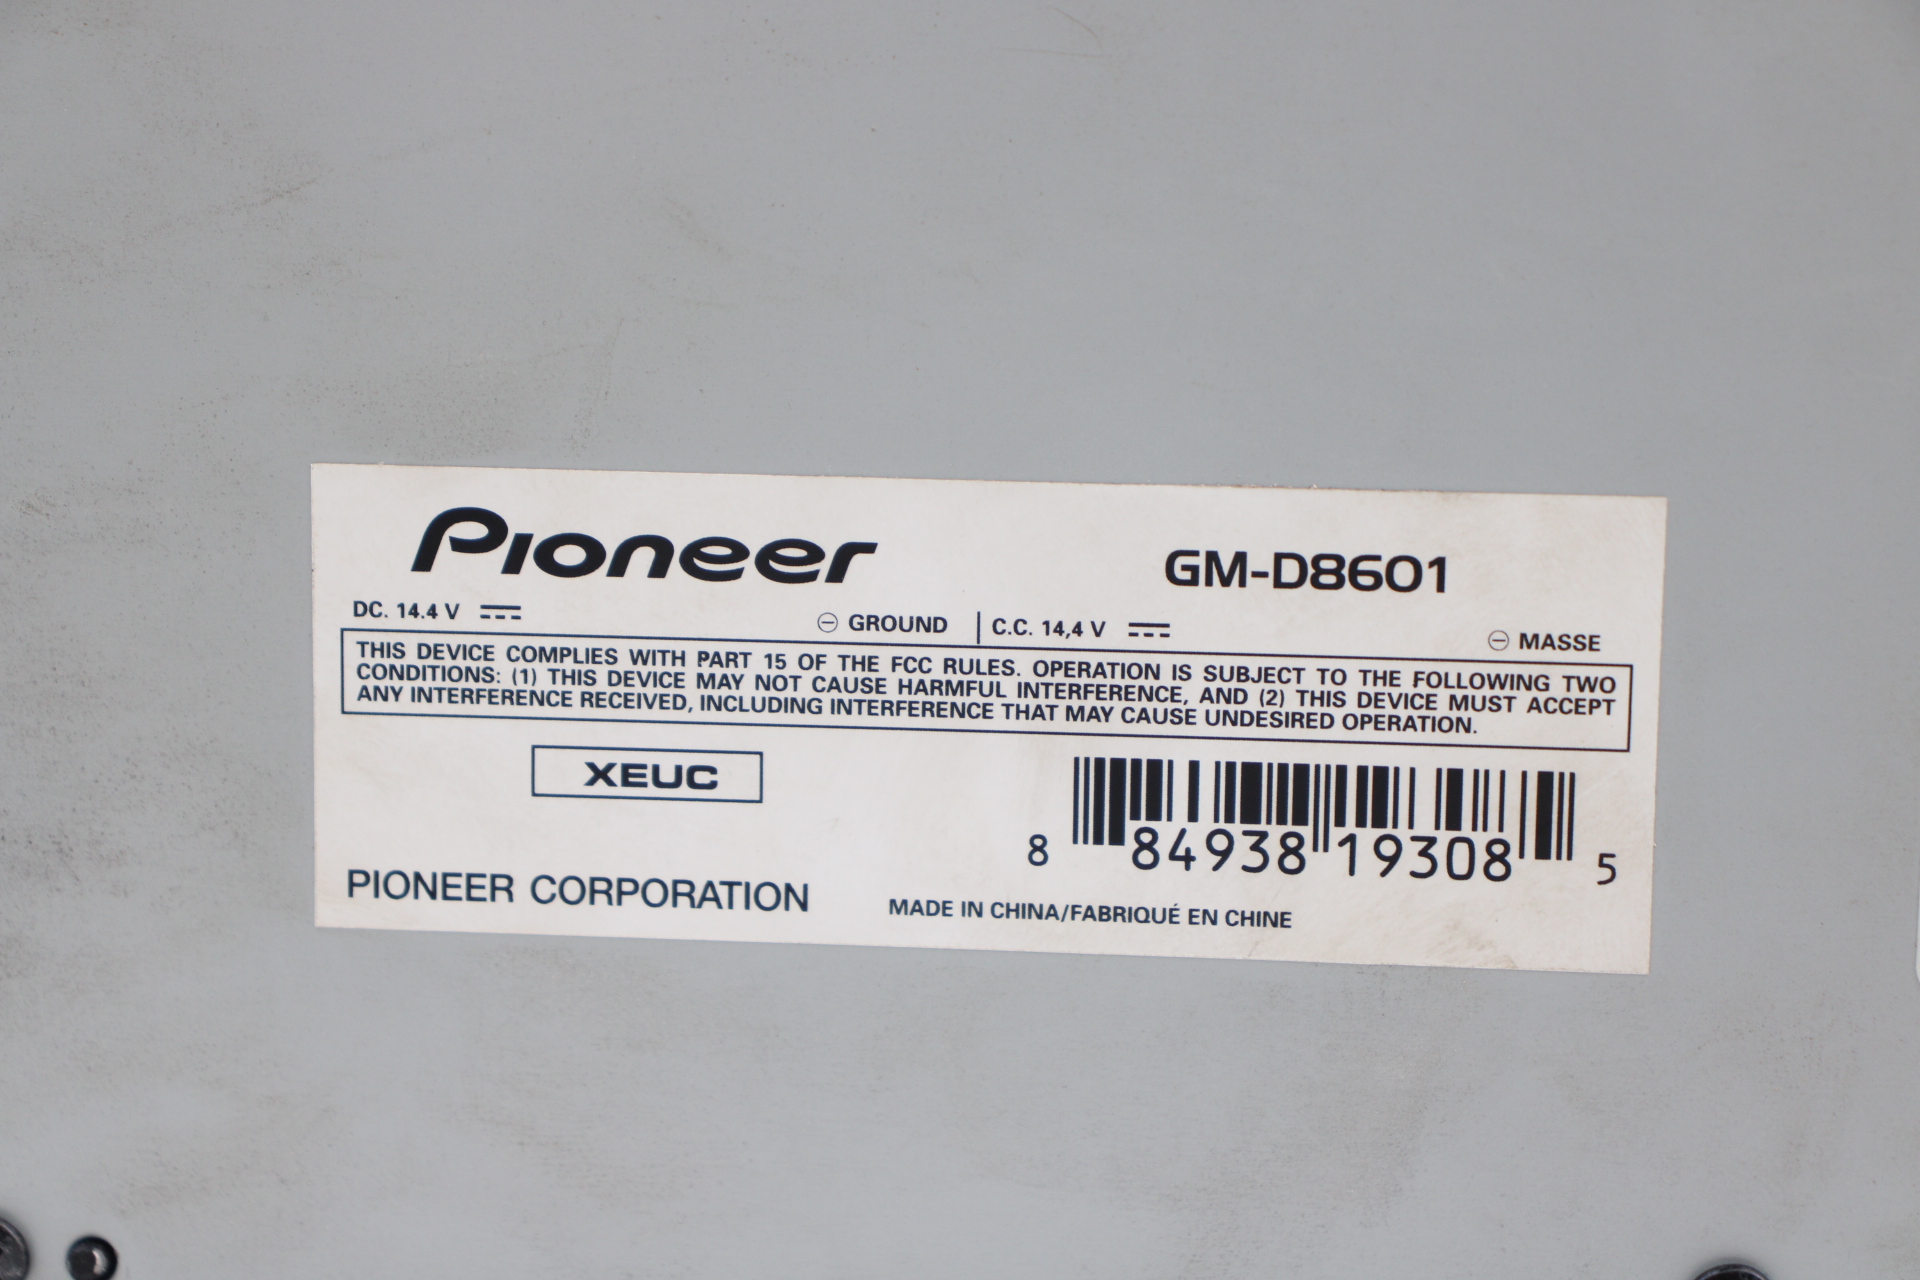 Pioneer GM-D8601
DC. 14.4 V ⊖ GROUND | C.C. 14,4 V ⊖ MASSE
THIS DEVICE COMPLIES WITH PART 15 OF THE FCC RULES. OPERATION IS SUBJECT TO THE FOLLOWING TWO
CONDITIONS: (1) THIS DEVICE MAY NOT CAUSE HARMFUL INTERFERENCE, AND (2) THIS DEVICE MUST ACCEPT
ANY INTERFERENCE RECEIVED, INCLUDING INTERFERENCE THAT MAY CAUSE UNDESIRED OPERATION.
XEUC
8 84938 19308 5
PIONEER CORPORATION
MADE IN CHINA/FABRIQUÉ EN CHINE